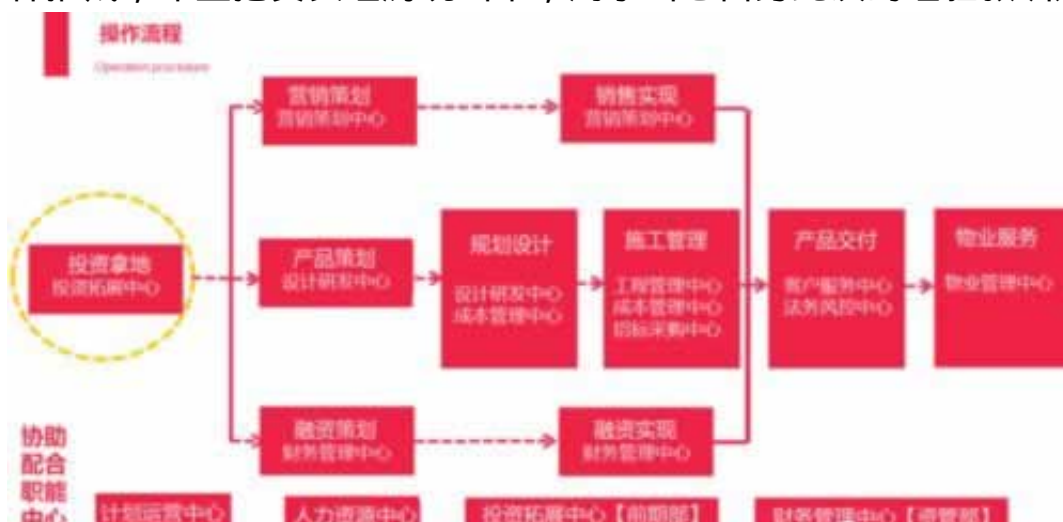 操作流程
Operation procedure
营销策划
营销策划中心
销售实现
营销策划中心
投资拿地
投资拓展中心
产品策划
设计研发中心
规划设计
设计研发中心
成本管理中心
施工管理
工程管理中心
成本管理中心
招标采购中心
产品交付
客户服务中心
法务风控中心
物业服务
物业管理中心
融资策划
财务管理中心
融资实现
财务管理中心
协助
配合
职能
中心
计划运营中心
人力资源中心
投资拓展中心【前期部】
财务管理中心【资管部】